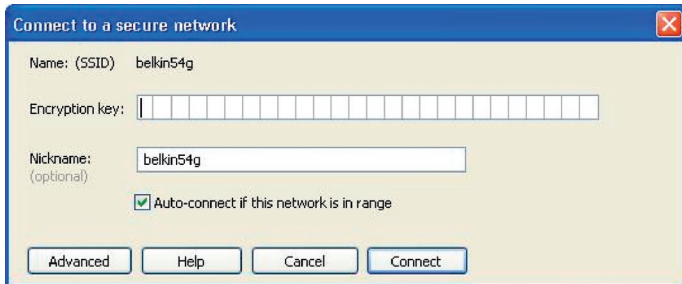 Connect to a secure network
Name: (SSID) belkin54g
Encryption key:
Nickname: belkin54g
(optional)
Auto-connect if this network is in range
Advanced Help Cancel Connect